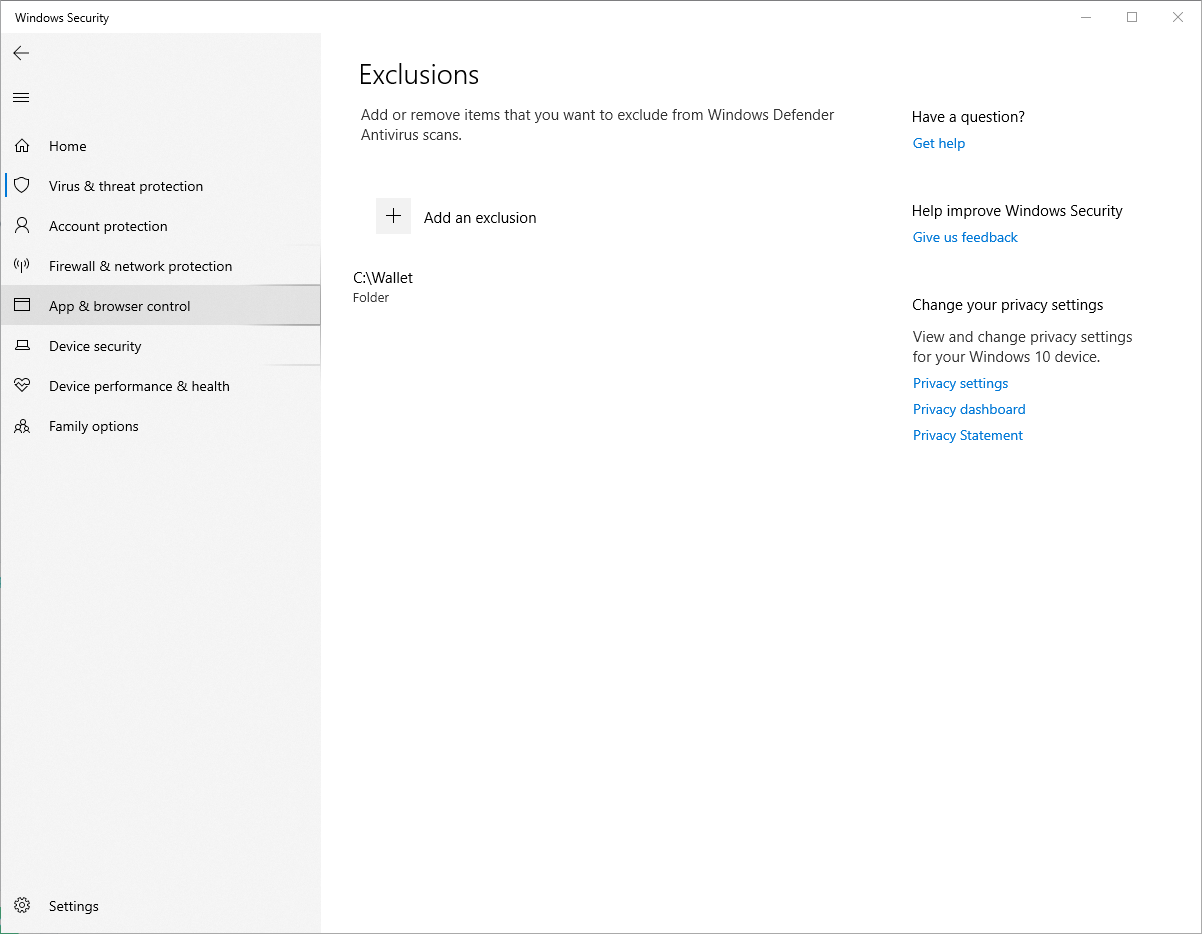 Windows Security
Home
Virus & threat protection
Account protection
Firewall & network protection
App & browser control
Device security
Device performance & health
Family options
Settings
Exclusions
Add or remove items that you want to exclude from Windows Defender
Antivirus scans.
Add an exclusion
C:\Wallet
Folder
Have a question?
Get help
Help improve Windows Security
Give us feedback
Change your privacy settings
View and change privacy settings
for your Windows 10 device.
Privacy settings
Privacy dashboard
Privacy Statement